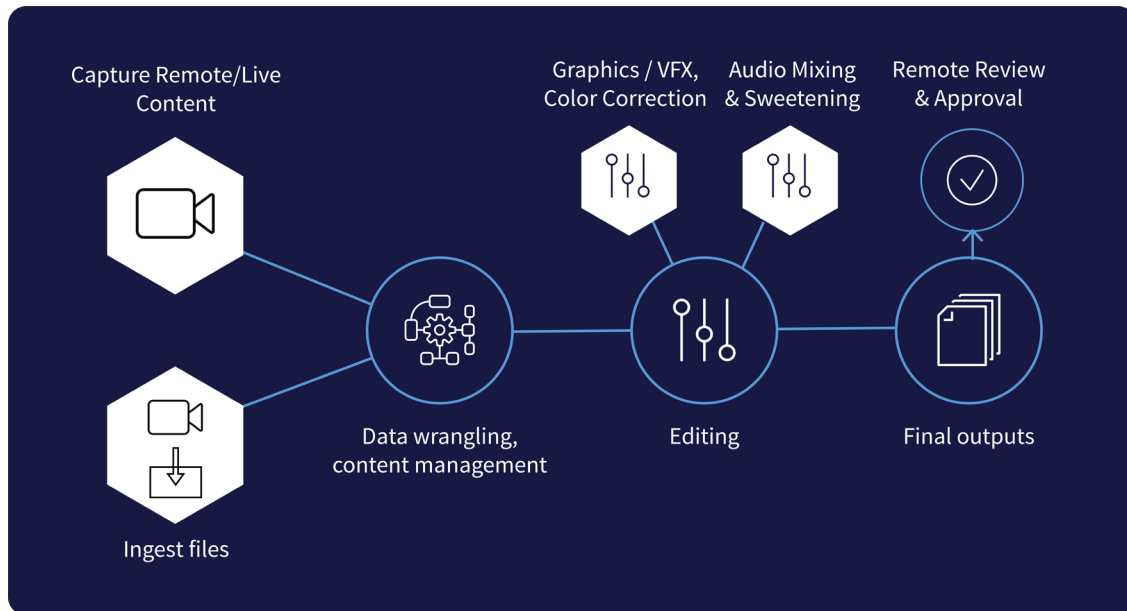 Capture Remote/Live
Content
Graphics / VFX,
Color Correction
Audio Mixing
& Sweetening
Remote Review
& Approval
Data wrangling,
content management
Editing
Final outputs
Ingest files